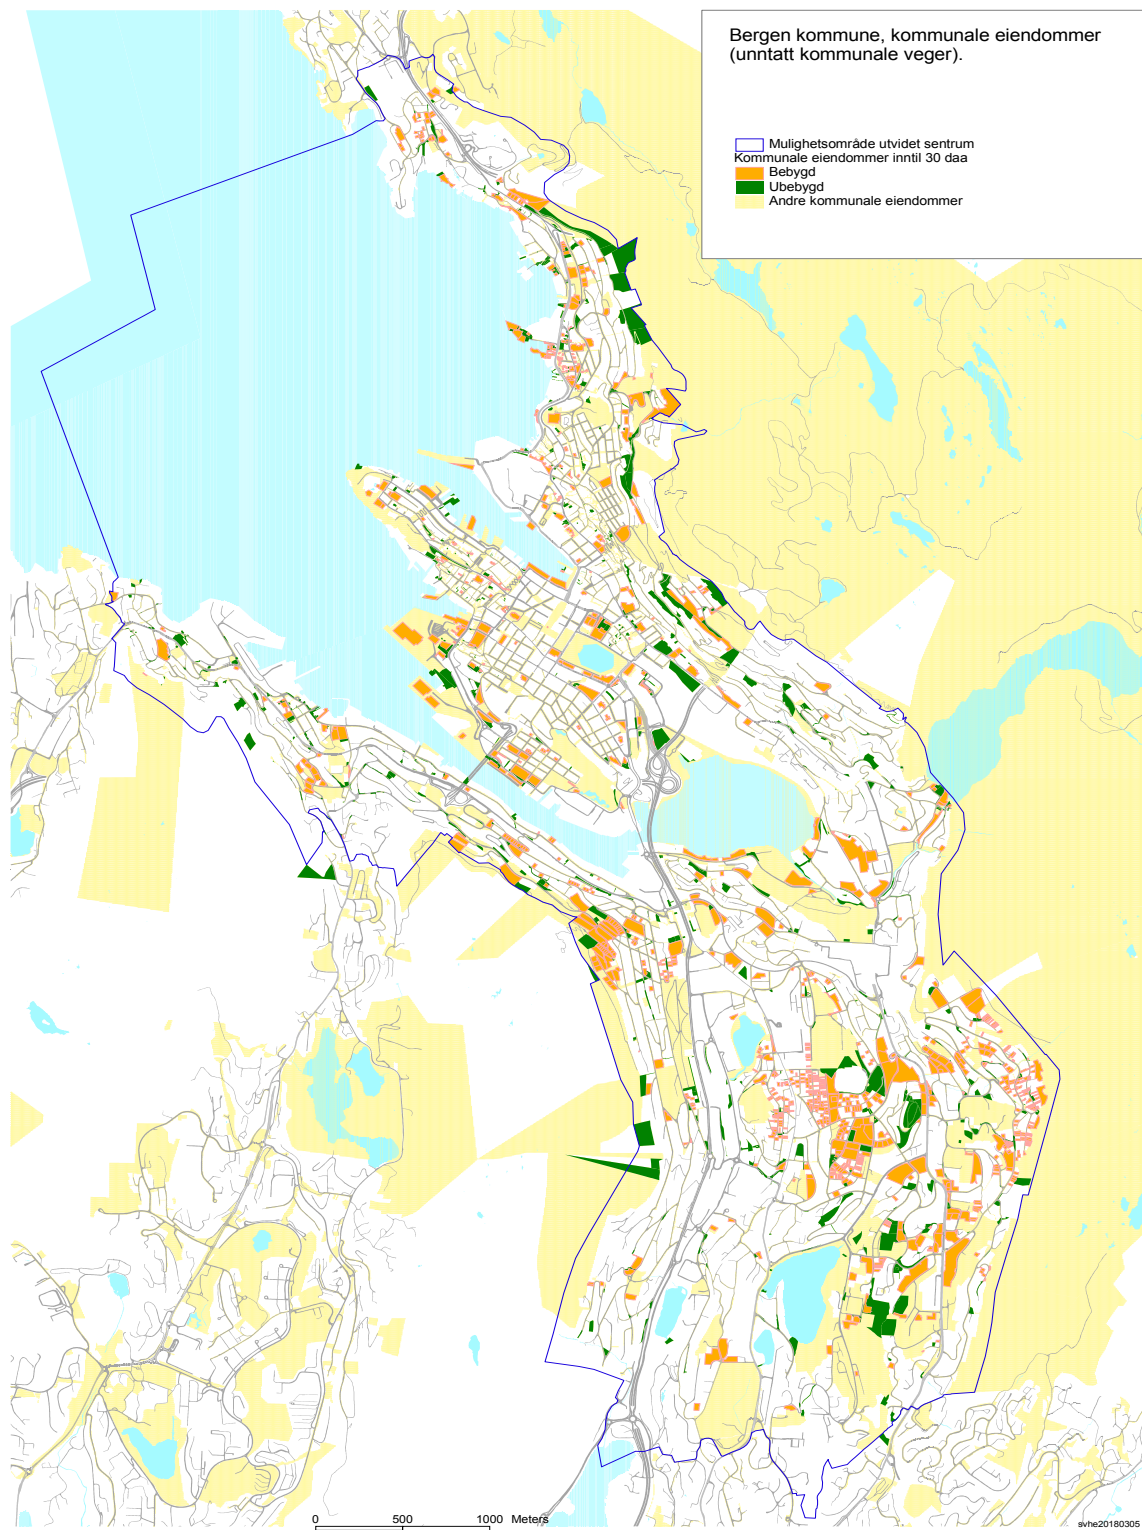 Bergen kommune, kommunale eiendommer
(unntatt kommunale veger).
Mulighetsområde utvidet sentrum
Kommunale eiendommer inntil 30 daa
Bebygd
Ubebygd
Andre kommunale eiendommer
0 500 1000 Meters
svhe20180305